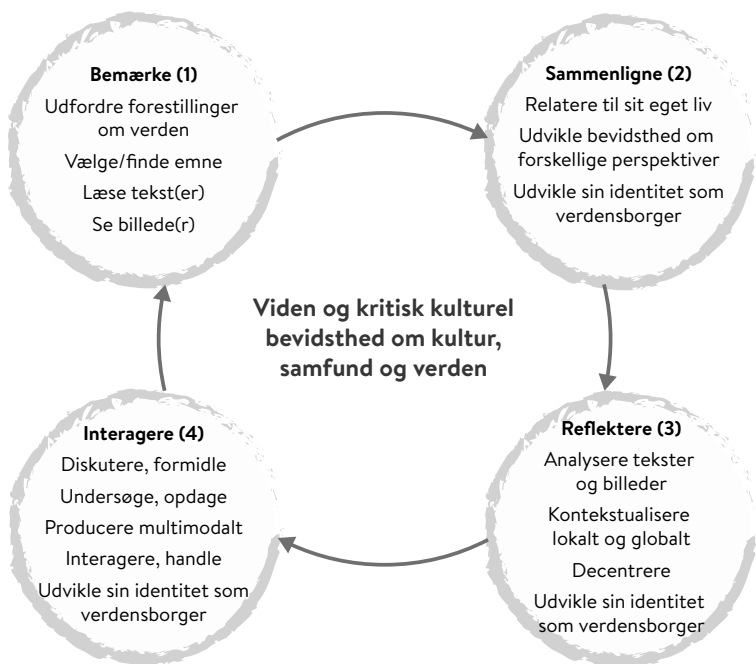 Bemærke (1)
Udfordre forestillinger
om verden
Vælge/finde emne
Læse tekst(er)
Se billede(r)
Sammenligne (2)
Relatere til sit eget liv
Udvikle bevidsthed om
forskellige perspektiver
Udvikle sin identitet som
verdensborger
Viden og kritisk kulturel
bevidsthed om kultur,
samfund og verden
Reflektere (3)
Analysere tekster
og billeder
Kontekstualisere
lokalt og globalt
Decentrere
Udvikle sin identitet
som verdensborger
Interagere (4)
Diskutere, formidle
Undersøge, opdage
Producere multimodalt
Interagere, handle
Udvikle sin identitet som
verdensborger